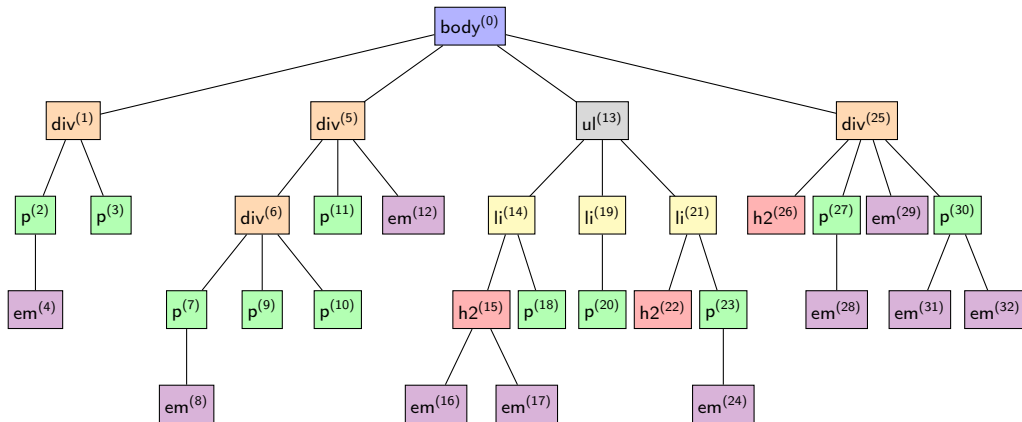 body(0)
div(1) div(5) ul(13) div(25)
p(2) p(3) div(6) p(11) em(12) li(14) li(19) li(21) h2(26) p(27) em(29) p(30)
em(4) p(7) p(9) p(10) h2(15) p(18) p(20) h2(22) p(23) em(28) em(31) em(32)
em(8) em(16) em(17) em(24)